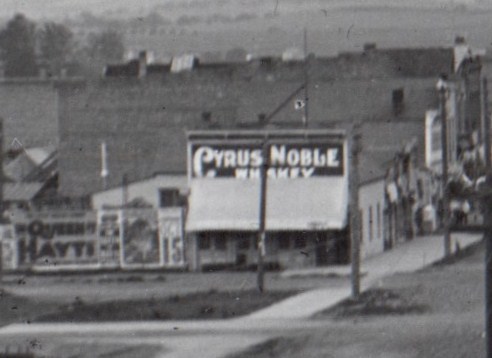 CYRUS NOBLE
WHISKEY
QUEEN
HAYTI